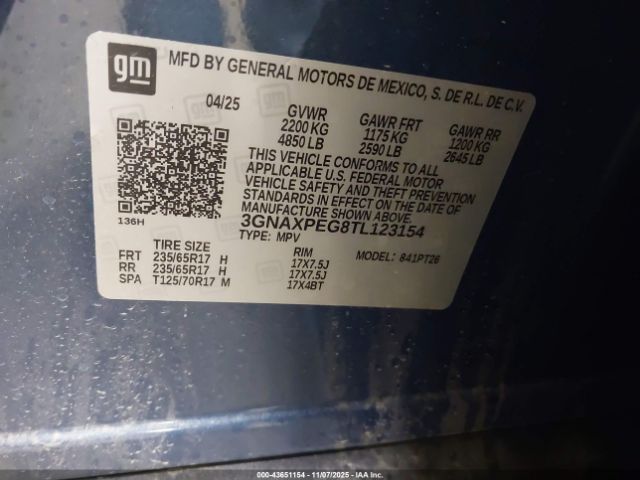 gm
MFD BY GENERAL MOTORS DE MEXICO, S. DE R.L. DE C.V.
04/25 GVWR GAWR FRT GAWR RR
2200 KG 1175 KG 1200 KG
4850 LB 2590 LB 2645 LB
THIS VEHICLE CONFORMS TO ALL
APPLICABLE U.S. FEDERAL MOTOR
VEHICLE SAFETY AND THEFT PREVENTION
STANDARDS IN EFFECT ON THE DATE OF
MANUFACTURE SHOWN ABOVE.
3GNAXPEG8TL123154
136H
TYPE: MPV
MODEL: 841PT26
TIRE SIZE RIM
FRT 235/65R17 H 17X7.5J
RR 235/65R17 H 17X7.5J
SPA T125/70R17 M 17X4BT
000-43651154 - 11/07/2025 - IAAI.COM